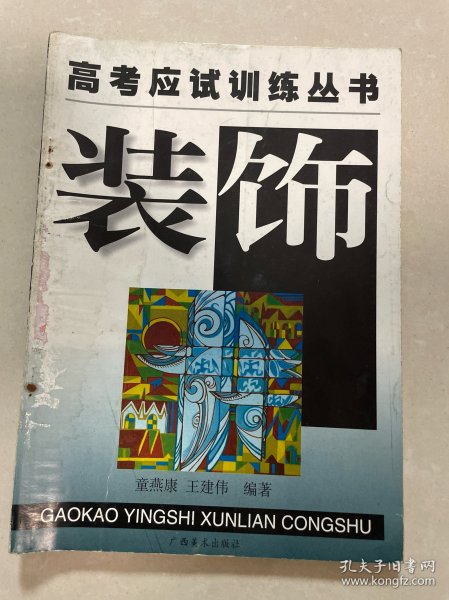 高考应试训练丛书
装饰
童燕康 王建伟 编著
GAOKAO YINGSHI XUNLIAN CONGSHU
广西美术出版社
孔夫子旧书网
www.kongfz.com